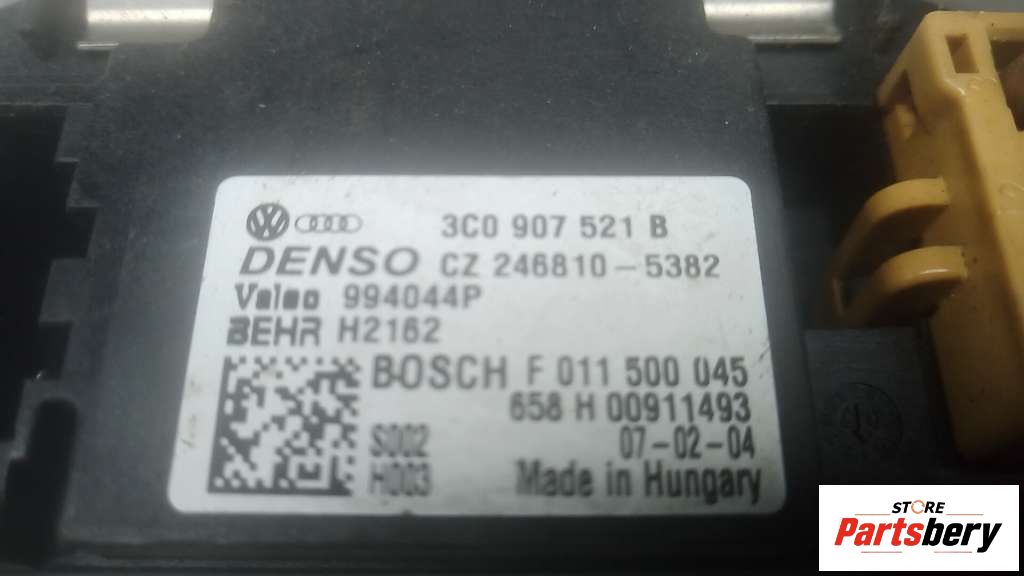 3C0 907 521 B
DENSO CZ 246810-5382
Valeo 994044P
BEHR H2162
BOSCH F 011 500 045
658 H 00911493
S002 07-02-04
H003 Made in Hungary
STORE
Partsbery